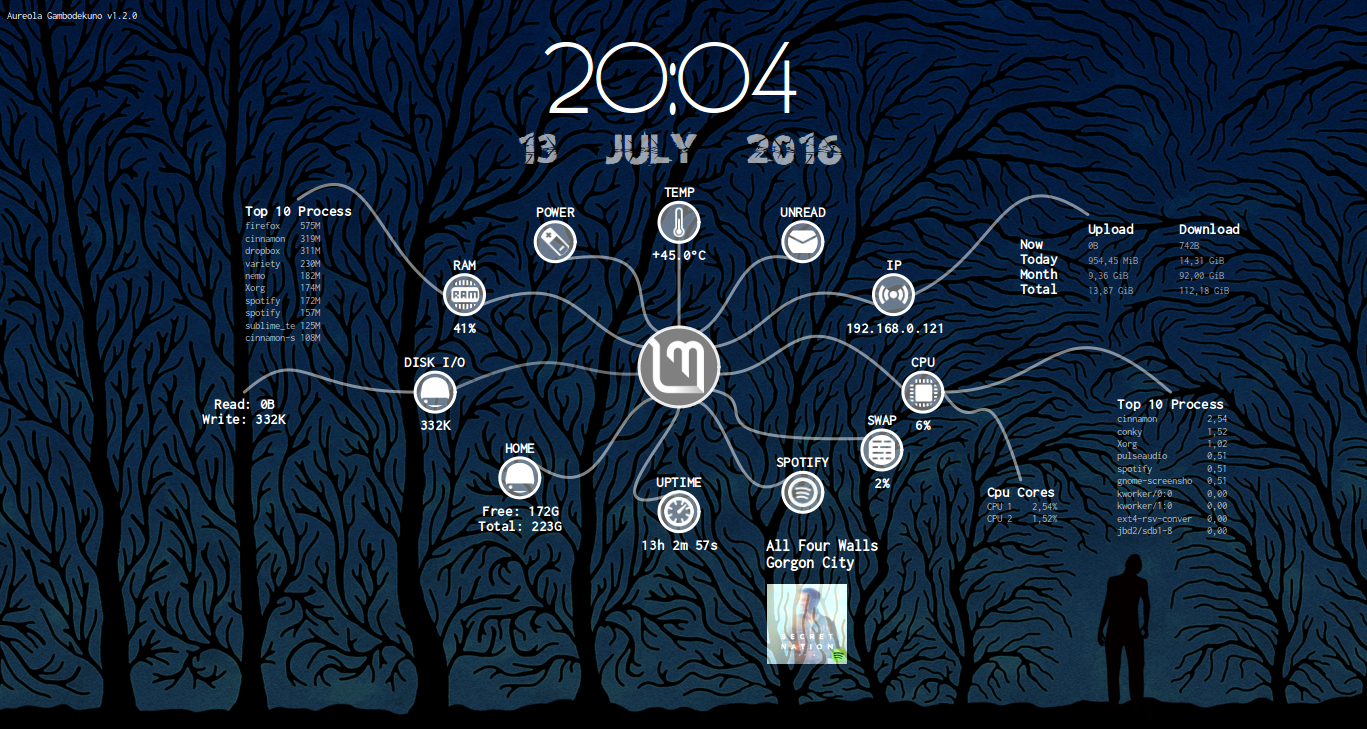 Aureola Gambodekuno v1.2.0
20:04
13 JULY 2016
TEMP
+45.0°C
POWER
UNREAD
RAM
RAM
41%
IP
192.168.0.121
Top 10 Process
firefox 575M
cinnamon 319M
dropbox 311M
variety 230M
nemo 182M
Xorg 174M
spotify 172M
spotify 157M
sublime_te 125M
cinnamon-s 108M
Upload Download
Now 0B 742B
Today 954,45 MiB 14,31 GiB
Month 9,36 GiB 92,00 GiB
Total 13,87 GiB 112,18 GiB
DISK I/O
332K
Read: 0B
Write: 332K
CPU
6%
SWAP
2%
HOME
Free: 172G
Total: 223G
UPTIME
13h 2m 57s
SPOTIFY
All Four Walls
Gorgon City
SECRET
NATION
Cpu Cores
CPU 1 2,54%
CPU 2 1,52%
Top 10 Process
cinnamon 2,54
conky 1,52
Xorg 1,02
pulseaudio 0,51
spotify 0,51
gnome-screensho 0,51
kworker/0:0 0,00
kworker/1:0 0,00
ext4-rsv-conver 0,00
jbd2/sdb1-8 0,00